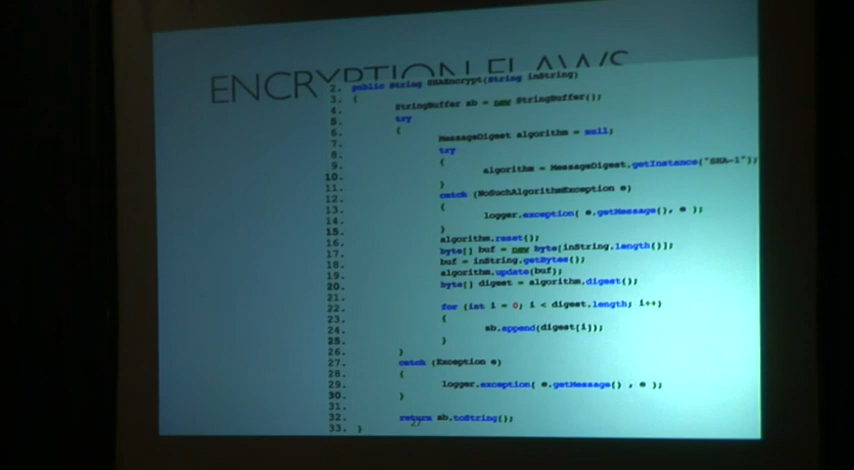 ENCRYPTION FLAWS
2. public String SHAEncrypt(String inString)
3. {
4. StringBuffer sb = new StringBuffer();
5. try
6. {
7. MessageDigest algorithm = null;
8. try
9. {
10. algorithm = MessageDigest.getInstance("SHA-1");
11. }
12. catch (NoSuchAlgorithmException e)
13. {
14. logger.exception( e.getMessage(), e );
15. }
16. algorithm.reset();
17. byte[] buf = new byte[inString.length()];
18. buf = inString.getBytes();
19. algorithm.update(buf);
20. byte[] digest = algorithm.digest();
21.
22. for (int i = 0; i < digest.length; i++)
23. {
24. sb.append(digest[i]);
25. }
26. }
27. catch (Exception e)
28. {
29. logger.exception( e.getMessage() , e );
30. }
31.
32. return sb.toString();
33. }
27